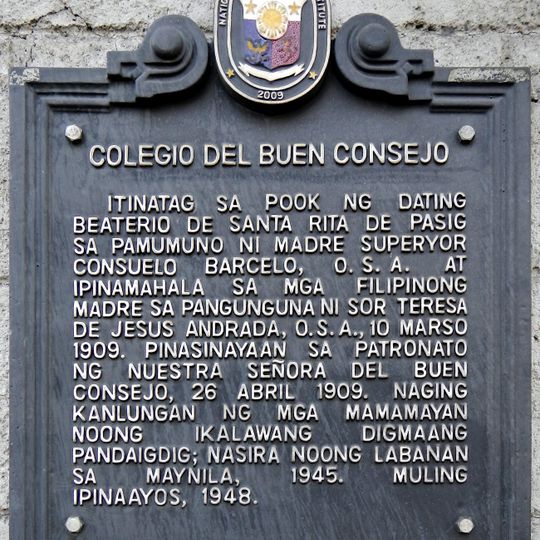 NATIONAL INSTITUTE
2009
COLEGIO DEL BUEN CONSEJO
ITINATAG SA POOK NG DATING
BEATERIO DE SANTA RITA DE PASIG
SA PAMUMUNO NI MADRE SUPERYOR
CONSUELO BARCELO, O.S.A. AT
IPINAMAHALA SA MGA FILIPINONG
MADRE SA PANGUNGUNA NI SOR TERESA
DE JESUS ANDRADA, O.S.A., 10 MARSO
1909. PINASINAYAAN SA PATRONATO
NG NUESTRA SEÑORA DEL BUEN
CONSEJO, 26 ABRIL 1909. NAGING
KANLUNGAN NG MGA MAMAMAYAN
NOONG IKALAWANG DIGMAANG
PANDAIGDIG; NASIRA NOONG LABANAN
SA MAYNILA, 1945. MULING
IPINAAYOS, 1948.